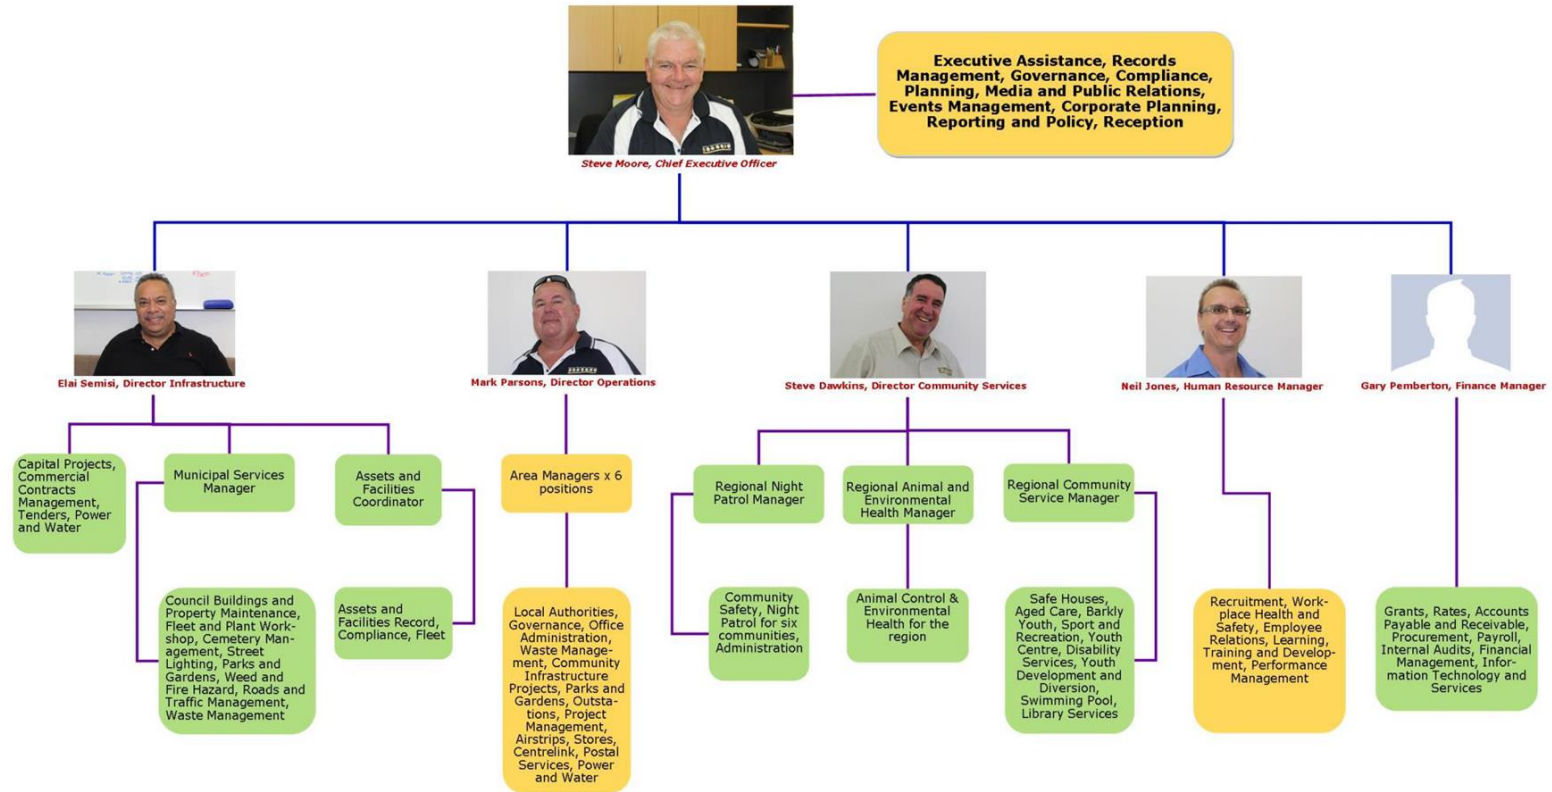 Executive Assistance, Records
Management, Governance, Compliance,
Planning, Media and Public Relations,
Events Management, Corporate Planning,
Reporting and Policy, Reception
Steve Moore, Chief Executive Officer
Elai Semisi, Director Infrastructure
Mark Parsons, Director Operations
Steve Dawkins, Director Community Services
Neil Jones, Human Resource Manager
Gary Pemberton, Finance Manager
Capital Projects,
Commercial
Contracts
Management,
Tenders, Power
and Water
Municipal Services
Manager
Assets and
Facilities
Coordinator
Area Managers x 6
positions
Regional Night
Patrol Manager
Regional Animal and
Environmental
Health Manager
Regional Community
Service Manager
Council Buildings and
Property Maintenance,
Fleet and Plant Work-
shop, Cemetery Man-
agement, Street
Lighting, Parks and
Gardens, Weed and
Fire Hazard, Roads and
Traffic Management,
Waste Management
Assets and
Facilities Record,
Compliance, Fleet
Local Authorities,
Governance, Office
Administration,
Waste Manage-
ment, Community
Infrastructure
Projects, Parks and
Gardens, Outsta-
tions, Project
Management,
Airstrips, Stores,
Centrelink, Postal
Services, Power
and Water
Community
Safety, Night
Patrol for six
communities,
Administration
Animal Control &
Environmental
Health for the
region
Safe Houses,
Aged Care, Barkly
Youth, Sport and
Recreation, Youth
Centre, Disability
Services, Youth
Development and
Diversion,
Swimming Pool,
Library Services
Recruitment, Work-
place Health and
Safety, Employee
Relations, Learning,
Training and Develop-
ment, Performance
Management
Grants, Rates, Accounts
Payable and Receivable,
Procurement, Payroll,
Internal Audits, Financial
Management, Infor-
mation Technology and
Services